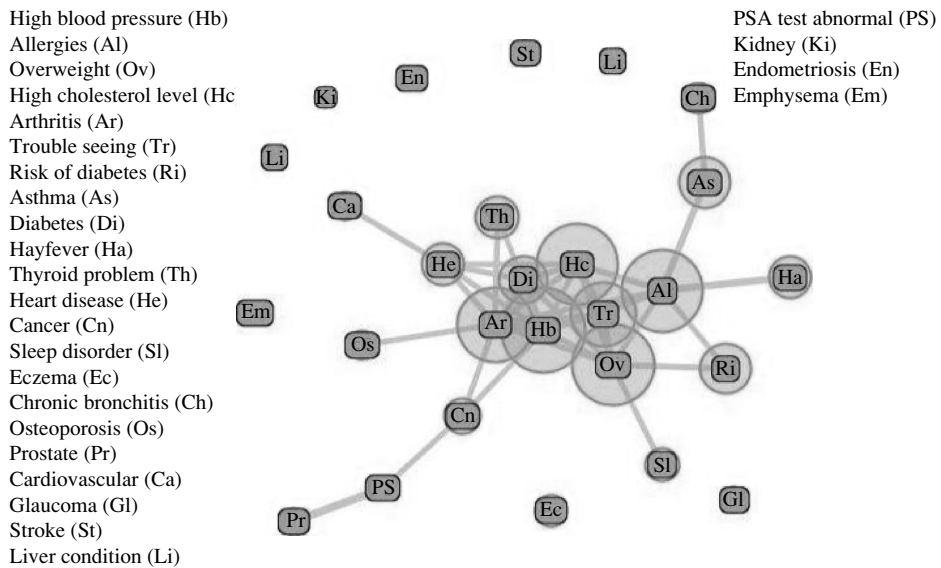 High blood pressure (Hb)
Allergies (Al)
Overweight (Ov)
High cholesterol level (Hc
Arthritis (Ar)
Trouble seeing (Tr)
Risk of diabetes (Ri)
Asthma (As)
Diabetes (Di)
Hayfever (Ha)
Thyroid problem (Th)
Heart disease (He)
Cancer (Cn)
Sleep disorder (Sl)
Eczema (Ec)
Chronic bronchitis (Ch)
Osteoporosis (Os)
Prostate (Pr)
Cardiovascular (Ca)
Glaucoma (Gl)
Stroke (St)
Liver condition (Li)
PSA test abnormal (PS)
Kidney (Ki)
Endometriosis (En)
Emphysema (Em)
St
Li
En
Ki
Ch
Li
As
Ca
Th
He
Hc
Di
Al
Ha
Em
Ar
Hb
Tr
Os
Ov
Ri
Cn
Sl
PS
Gl
Ec
Pr